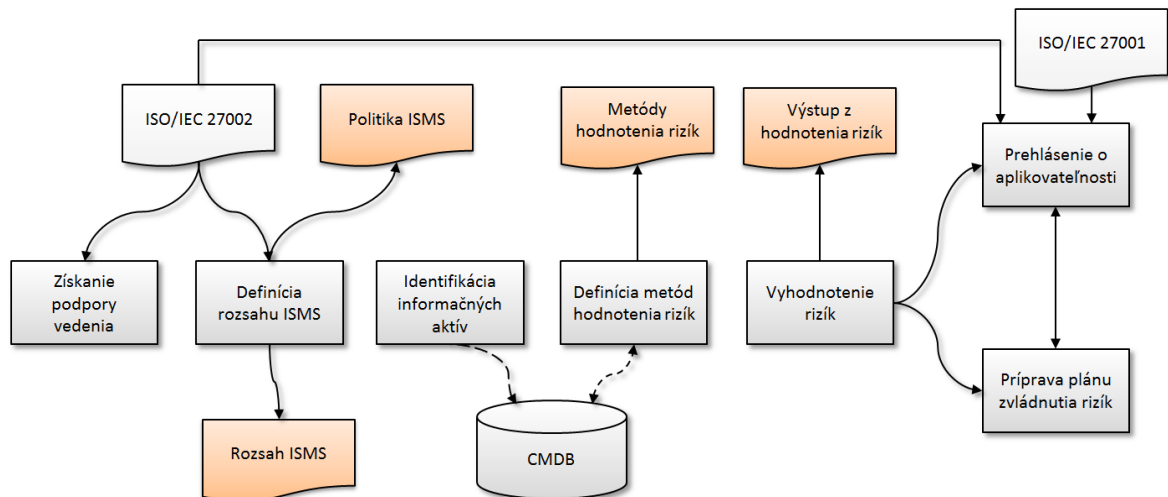 ISO/IEC 27001
ISO/IEC 27002
Politika ISMS
Metódy
hodnotenia rizík
Výstup z
hodnotenia rizík
Prehlásenie o
aplikovateľnosti
Získanie
podpory
vedenia
Definícia
rozsahu ISMS
Identifikácia
informačných
aktív
Definícia metód
hodnotenia rizík
Vyhodnotenie
rizík
Príprava plánu
zvládnutia rizík
Rozsah ISMS
CMDB